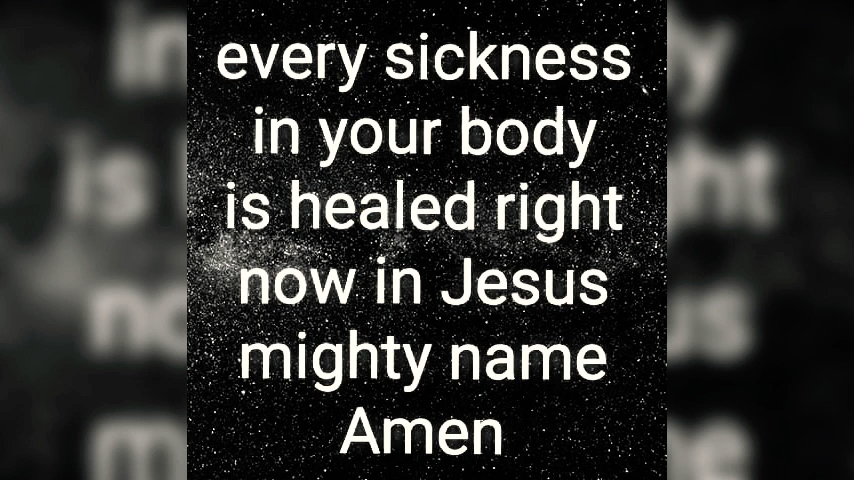 every sickness
in your body
is healed right
now in Jesus
mighty name
Amen